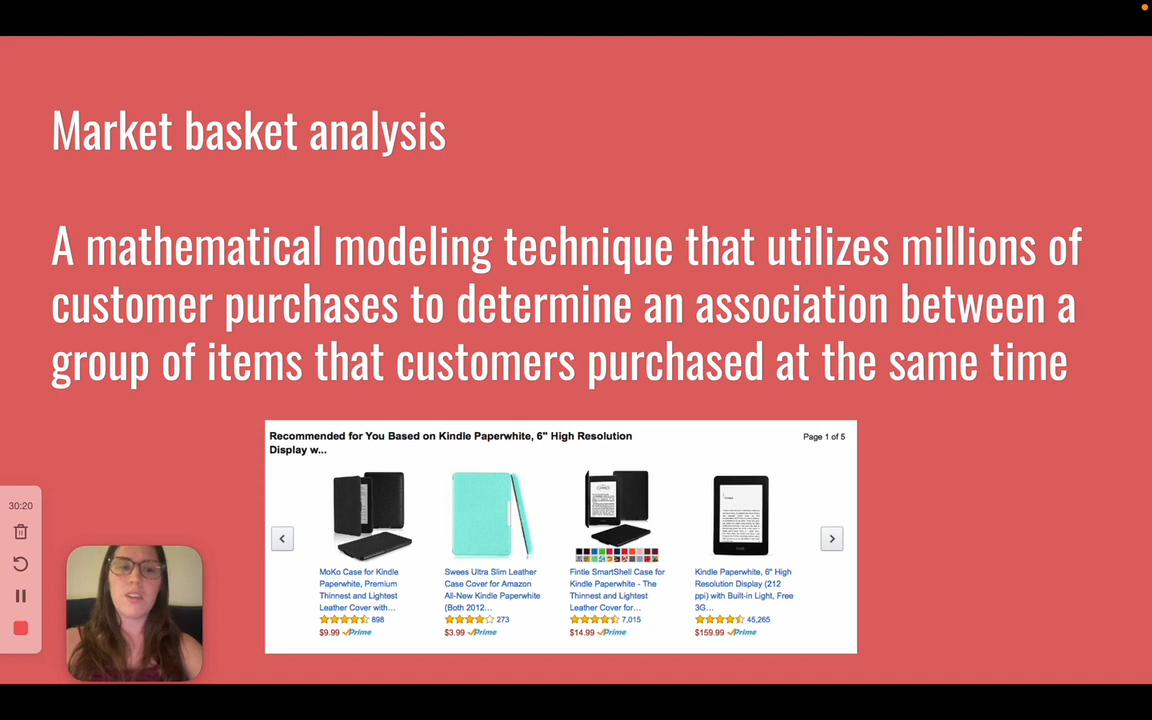 Market basket analysis
A mathematical modeling technique that utilizes millions of
customer purchases to determine an association between a
group of items that customers purchased at the same time
Recommended for You Based on Kindle Paperwhite, 6" High Resolution
Display w...
Page 1 of 5
MoKo Case for Kindle
Paperwhite, Premium
Thinnest and Lightest
Leather Cover with...
898
$9.99 Prime
Swees Ultra Slim Leather
Case Cover for Amazon
All-New Kindle Paperwhite
(Both 2012...
273
$3.99 Prime
Fintie SmartShell Case for
Kindle Paperwhite - The
Thinnest and Lightest
Leather Cover for...
7,015
$14.99 Prime
Kindle Paperwhite, 6" High
Resolution Display (212
ppi) with Built-in Light, Free
3G...
45,265
$159.99 Prime
30:20